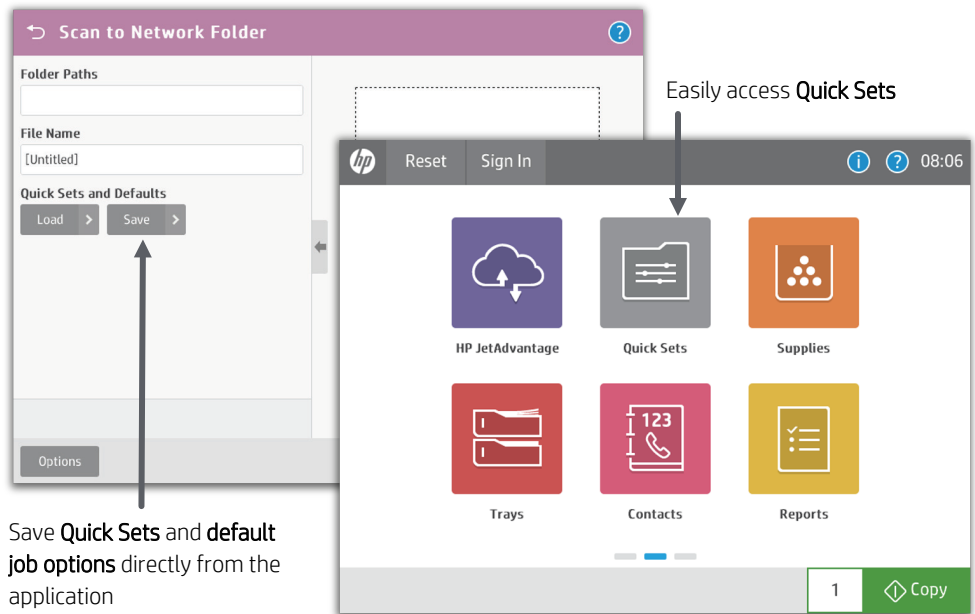 Scan to Network Folder
?
Folder Paths
File Name
[Untitled]
Quick Sets and Defaults
Load > Save >
Options
Save Quick Sets and default
job options directly from the
application
Easily access Quick Sets
hp Reset Sign In i ? 08:06
HP JetAdvantage Quick Sets Supplies
123
Trays Contacts Reports
1 Copy